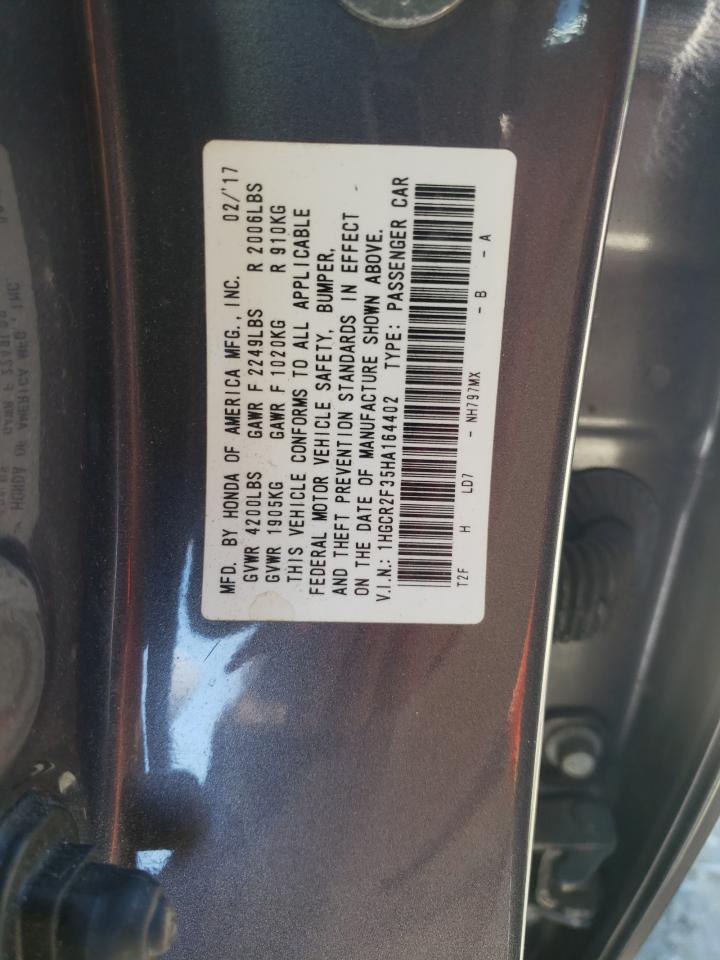 MFD. BY HONDA OF AMERICA MFG., INC. 02/'17
GVWR 4200LBS GAWR F 2249LBS R 2006LBS
GVWR 1905KG GAWR F 1020KG R 910KG
THIS VEHICLE CONFORMS TO ALL APPLICABLE
FEDERAL MOTOR VEHICLE SAFETY, BUMPER,
AND THEFT PREVENTION STANDARDS IN EFFECT
ON THE DATE OF MANUFACTURE SHOWN ABOVE.
V.I.N.: 1HGCR2F35HA164402 TYPE: PASSENGER CAR
T2F H LD7 - NH797MX - B - A